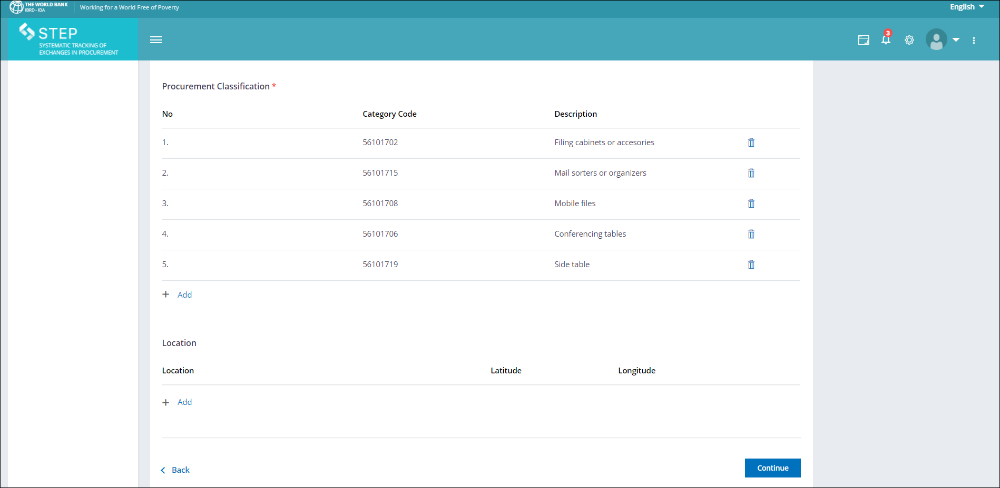 THE WORLD BANK
IBRD - IDA
Working for a World Free of Poverty
English
STEP
SYSTEMATIC TRACKING OF
EXCHANGES IN PROCUREMENT
3
Procurement Classification *
No Category Code Description
1. 56101702 Filing cabinets or accesories
2. 56101715 Mail sorters or organizers
3. 56101708 Mobile files
4. 56101706 Conferencing tables
5. 56101719 Side table
+ Add
Location
Location Latitude Longitude
+ Add
Back
Continue